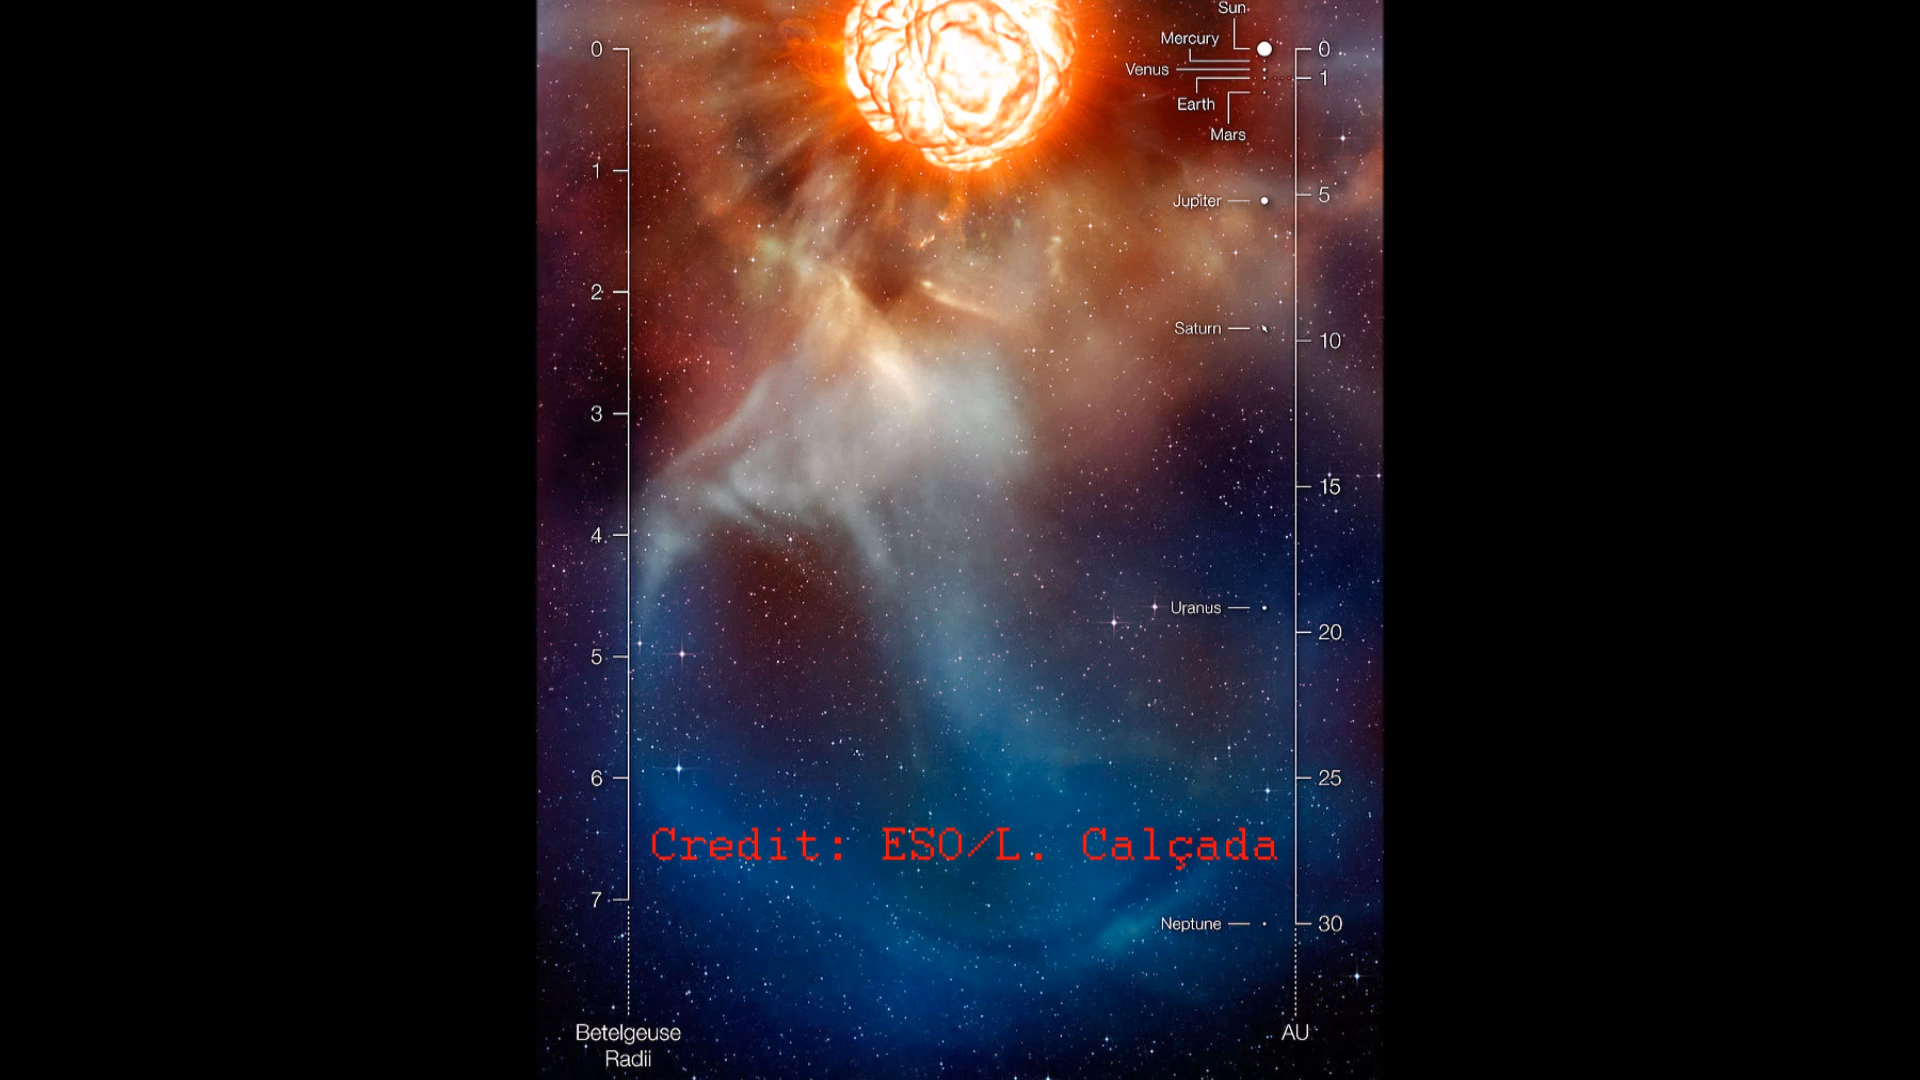 Sun
0
Mercury
0
Venus
1
Earth
Mars
1
5
Jupiter
2
Saturn
10
3
15
4
Uranus
20
5
6
25
Credit: ESO/L. Calçada
7
Neptune
30
Betelgeuse
Radii
AU